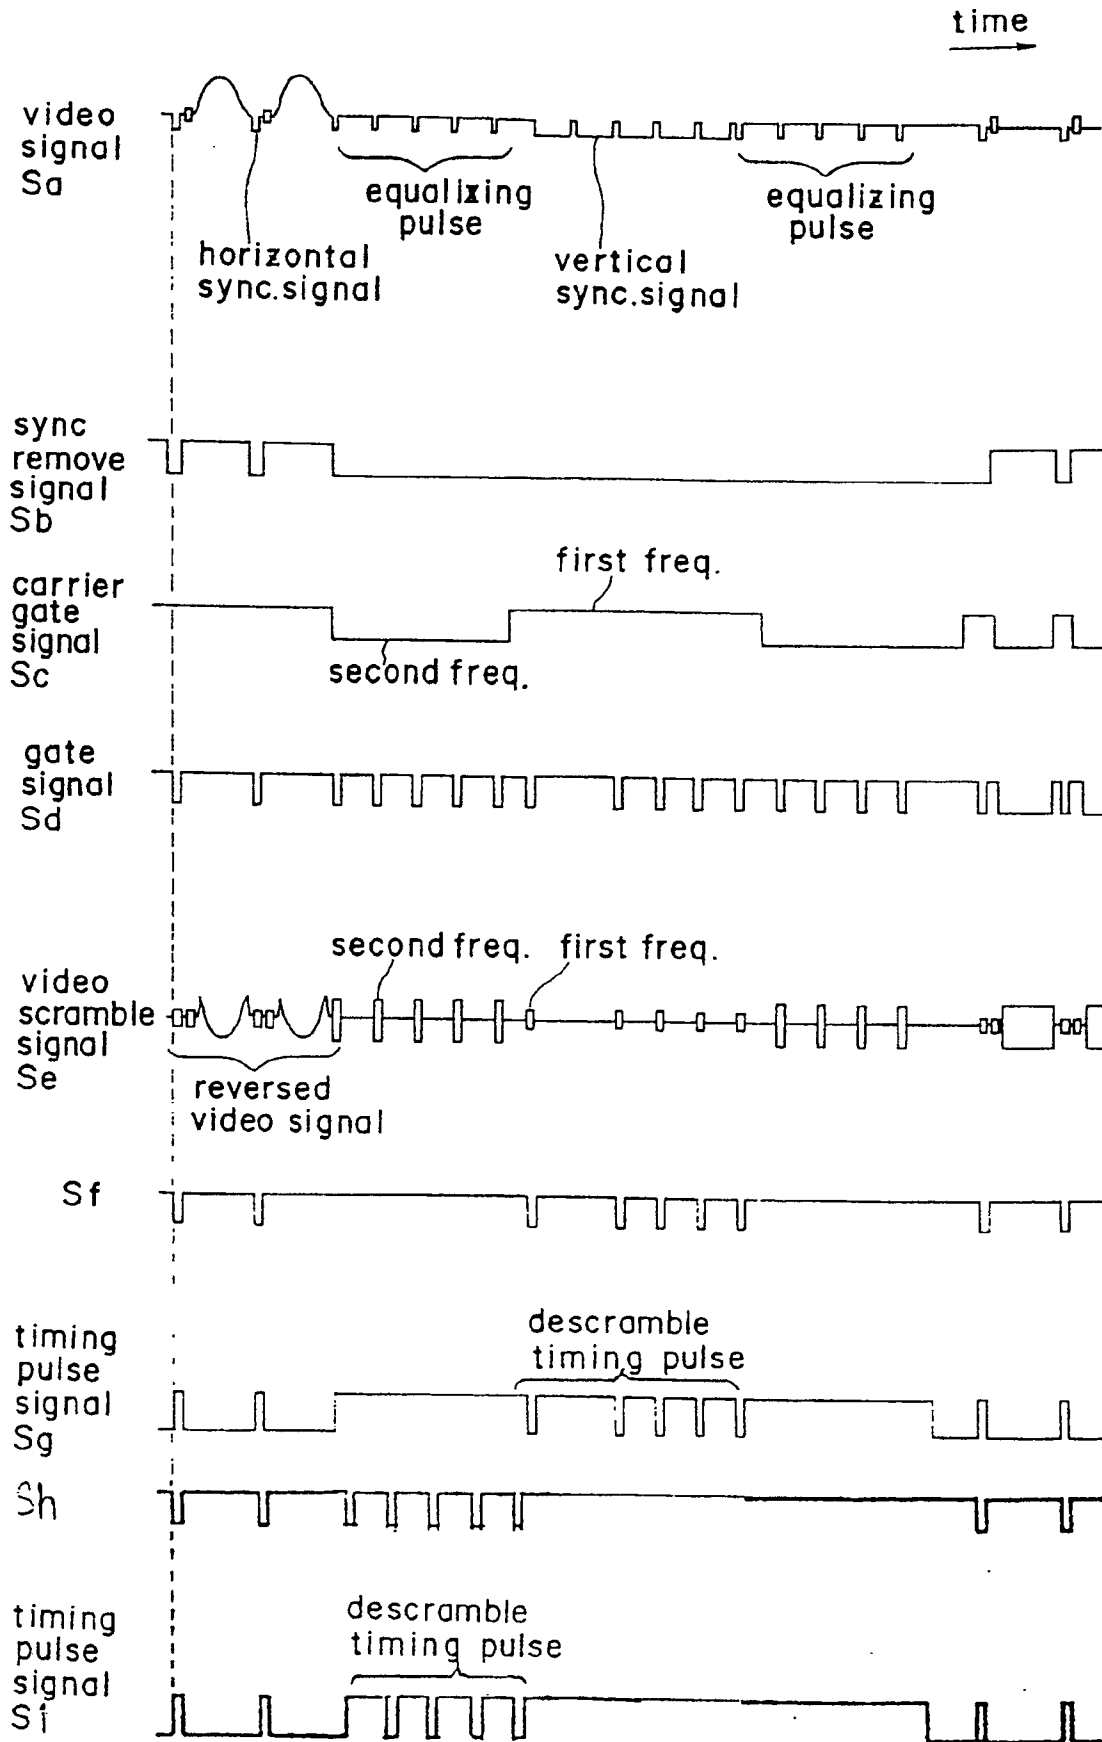 time
video
signal
Sa
equalixing
pulse
equalizing
pulse
horizontal
sync.signal
vertical
sync.signal
sync
remove
signal
Sb
first freq.
carrier
gate
signal
Sc
second freq.
gate
signal
Sd
second freq.
first freq.
video
scramble
signal
Se
reversed
video signal
Sf
descramble
timing pulse
timing
pulse
signal
Sg
Sh
descramble
timing pulse
timing
pulse
signal
Si